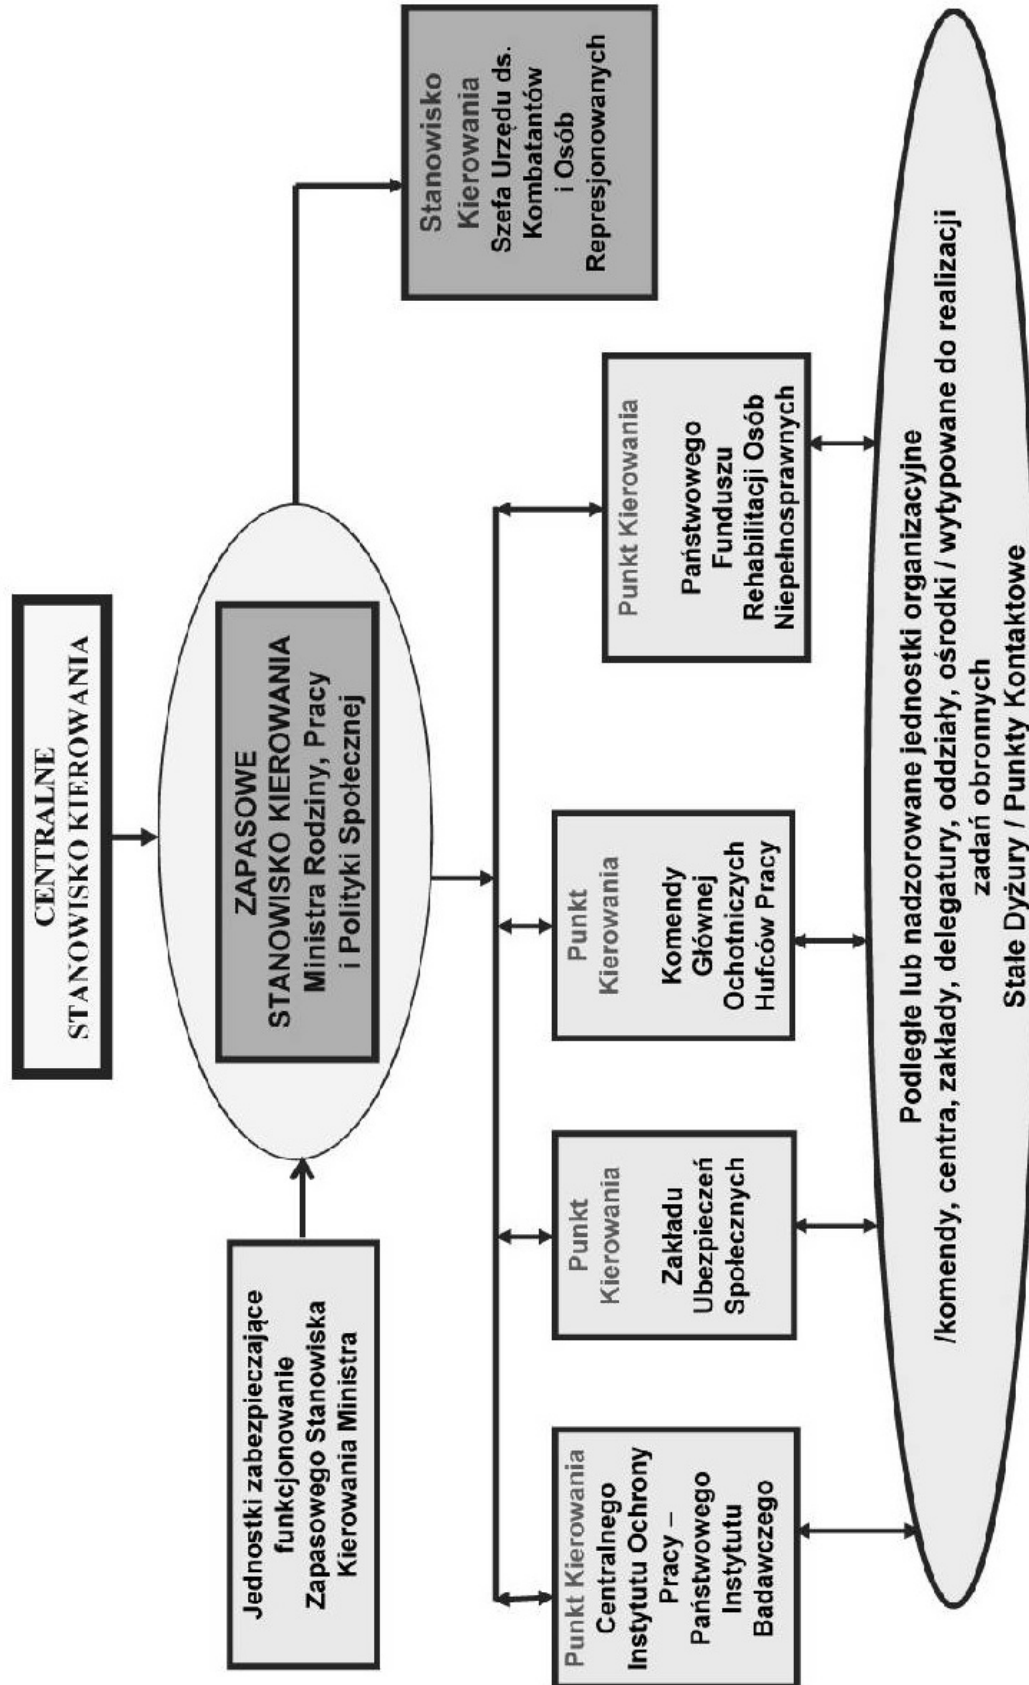 CENTRALNE
STANOWISKO KIEROWANIA
ZAPASOWE
STANOWISKO KIEROWANIA
Ministra Rodziny, Pracy
i Polityki Społecznej
Jednostki zabezpieczające
funkcjonowanie
Zapasowego Stanowiska
Kierowania Ministra
Stanowisko
Kierowania
Szefa Urzędu ds.
Kombatantów
i Osób
Represjonowanych
Punkt Kierowania
Centralnego
Instytutu Ochrony
Pracy –
Państwowego
Instytutu
Badawczego
Punkt
Kierowania
Zakładu
Ubezpieczeń
Społecznych
Punkt
Kierowania
Komendy
Głównej
Ochotniczych
Hufców Pracy
Punkt Kierowania
Państwowego
Funduszu
Rehabilitacji Osób
Niepełnosprawnych
Podległe lub nadzorowane jednostki organizacyjne
/komendy, centra, zakłady, delegatury, oddziały, ośrodki / wytypowane do realizacji
zadań obronnych
Stałe Dyżury / Punkty Kontaktowe